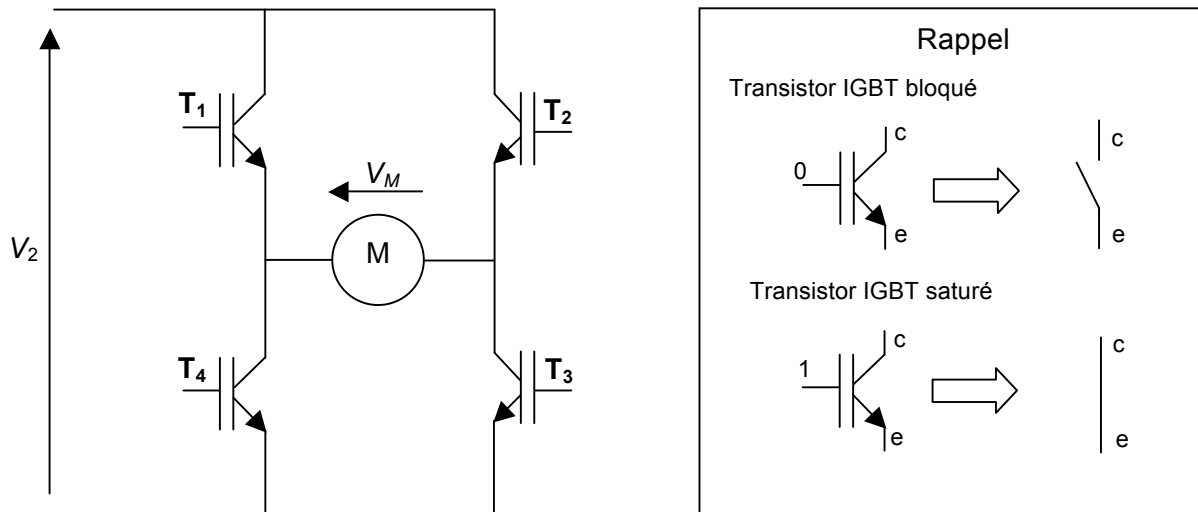 T1
T2
VM
V2
M
T4
T3
Rappel
Transistor IGBT bloqué
c
0
e
c
e
Transistor IGBT saturé
c
1
e
c
e